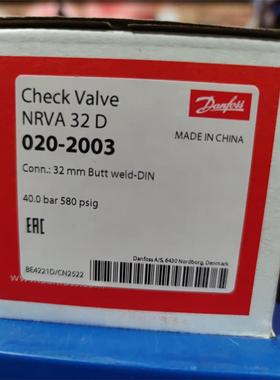 Check Valve
NRVA 32 D
020-2003
Danfoss
MADE IN CHINA
Conn.: 32 mm Butt weld-DIN
40.0 bar 580 psig
EAC
Danfoss A/S, 6430 Nordborg, Denmark
BE4221D/CN2522